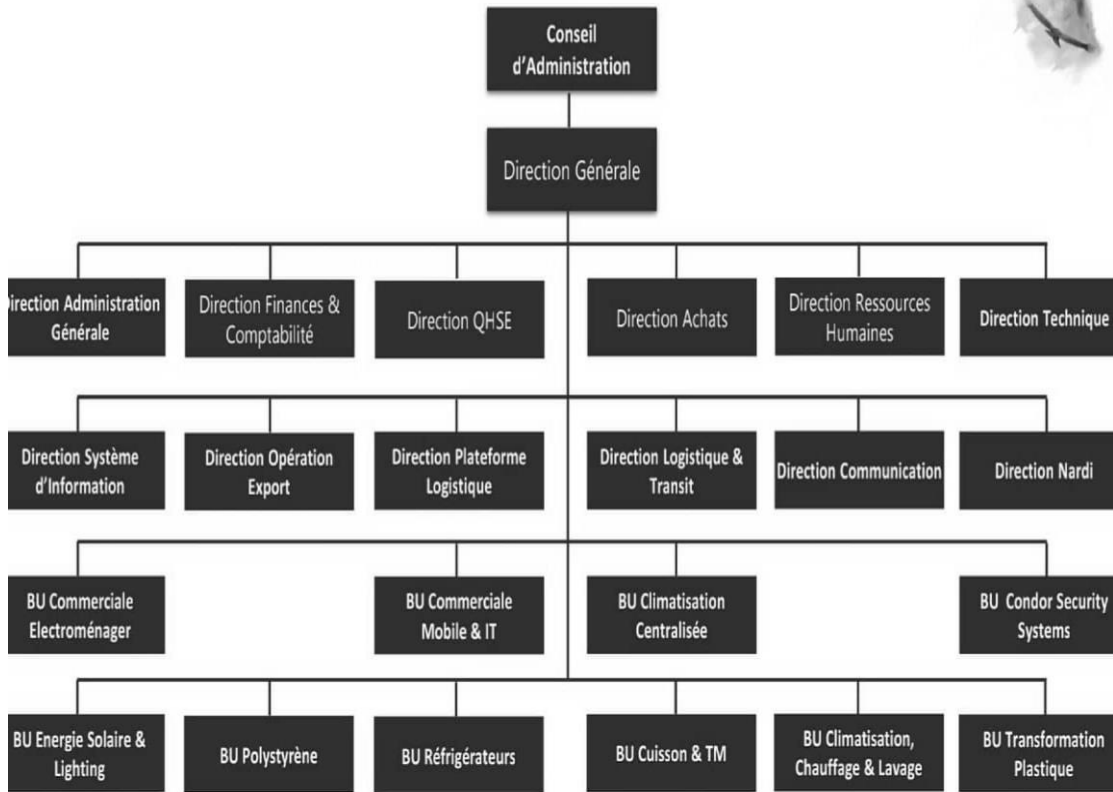 Conseil
d'Administration
Direction Générale
Direction Administration
Générale
Direction Finances &
Comptabilité
Direction QHSE
Direction Achats
Direction Ressources
Humaines
Direction Technique
Direction Système
d'Information
Direction Opération
Export
Direction Plateforme
Logistique
Direction Logistique &
Transit
Direction Communication
Direction Nardi
BU Commerciale
Electroménager
BU Commerciale
Mobile & IT
BU Climatisation
Centralisée
BU Condor Security
Systems
BU Energie Solaire &
Lighting
BU Polystyrène
BU Réfrigérateurs
BU Cuisson & TM
BU Climatisation,
Chauffage & Lavage
BU Transformation
Plastique